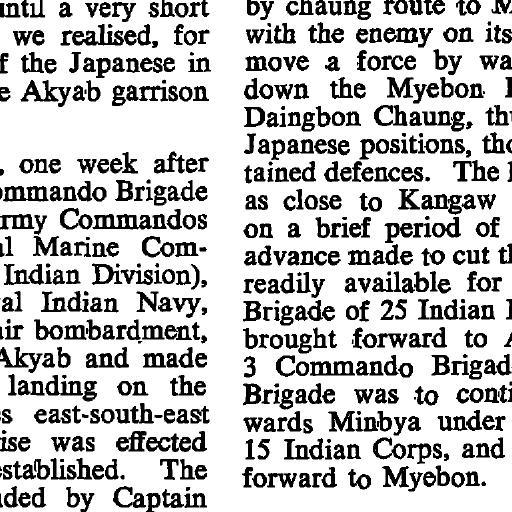 until a very short
we realised, for
f the Japanese in
e Akyab garrison
, one week after
ommando Brigade
rmy Commandos
al Marine Com-
Indian Division),
al Indian Navy,
air bombardment,
Akyab and made
landing on the
s east-south-east
ise was effected
established. The
nded by Captain
by chaung route to M
with the enemy on its
move a force by wa
down the Myebon
Daingbon Chaung, th
Japanese positions, tho
tained defences. The
as close to Kangaw
on a brief period of
advance made to cut th
readily available for
Brigade of 25 Indian
brought forward to A
3 Commando Brigad
Brigade was to conti
wards Minbya under
15 Indian Corps, and
forward to Myebon.